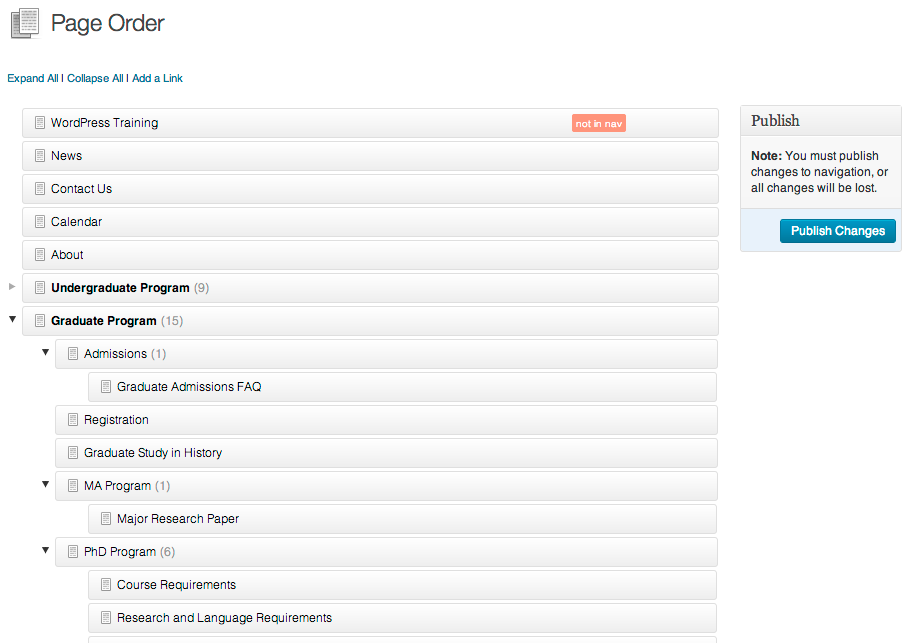 Page Order
Expand All | Collapse All | Add a Link
WordPress Training not in nav
News
Contact Us
Calendar
About
Undergraduate Program (9)
Graduate Program (15)
Admissions (1)
Graduate Admissions FAQ
Registration
Graduate Study in History
MA Program (1)
Major Research Paper
PhD Program (6)
Course Requirements
Research and Language Requirements
Publish
Note: You must publish
changes to navigation, or
all changes will be lost.
Publish Changes